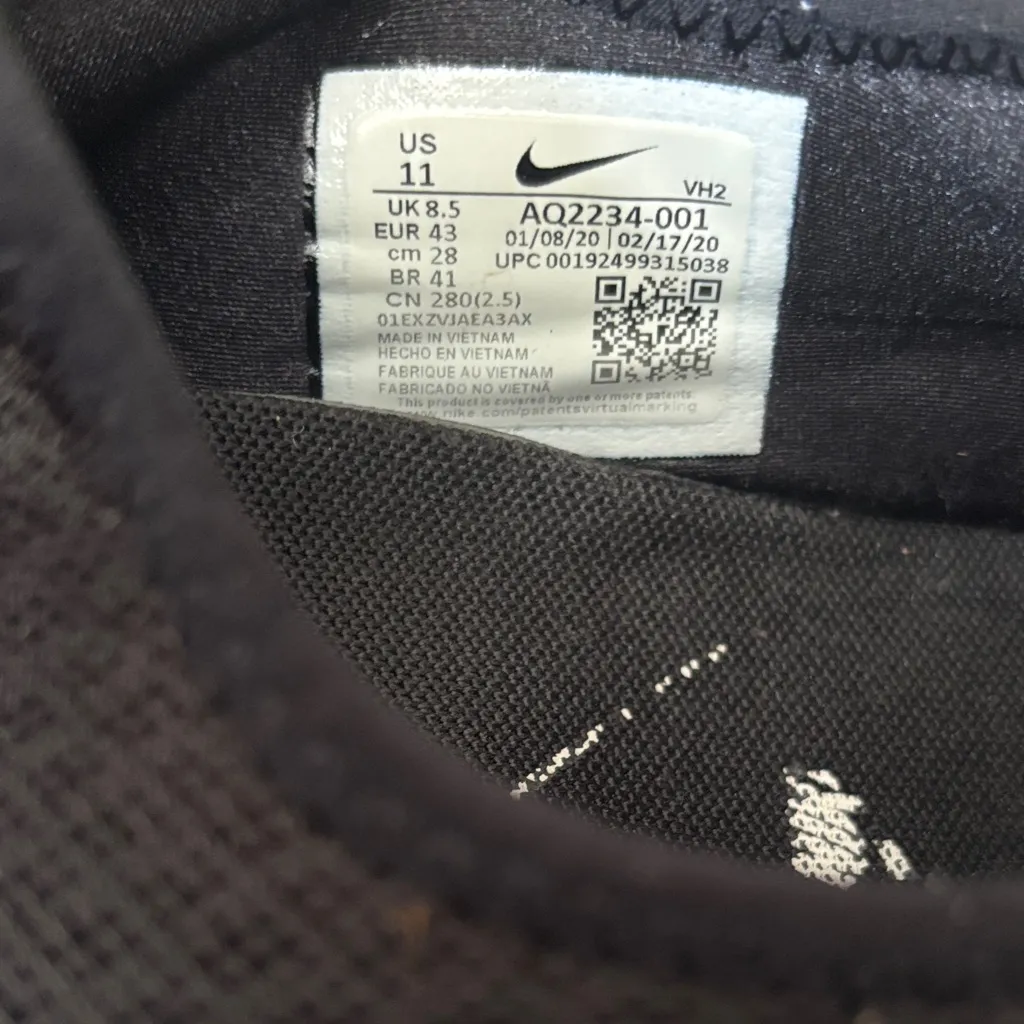 US
11
VH2
UK 8.5
AQ2234-001
EUR 43
01/08/20 | 02/17/20
cm 28
UPC 00192499315038
BR 41
CN 280(2.5)
01EXZVJAEA3AX
MADE IN VIETNAM
HECHO EN VIETNAM
FABRIQUE AU VIETNAM
FABRICADO NO VIETNÃ
This product is covered by one or more patents.
www.nike.com/patentsvirtualmarking